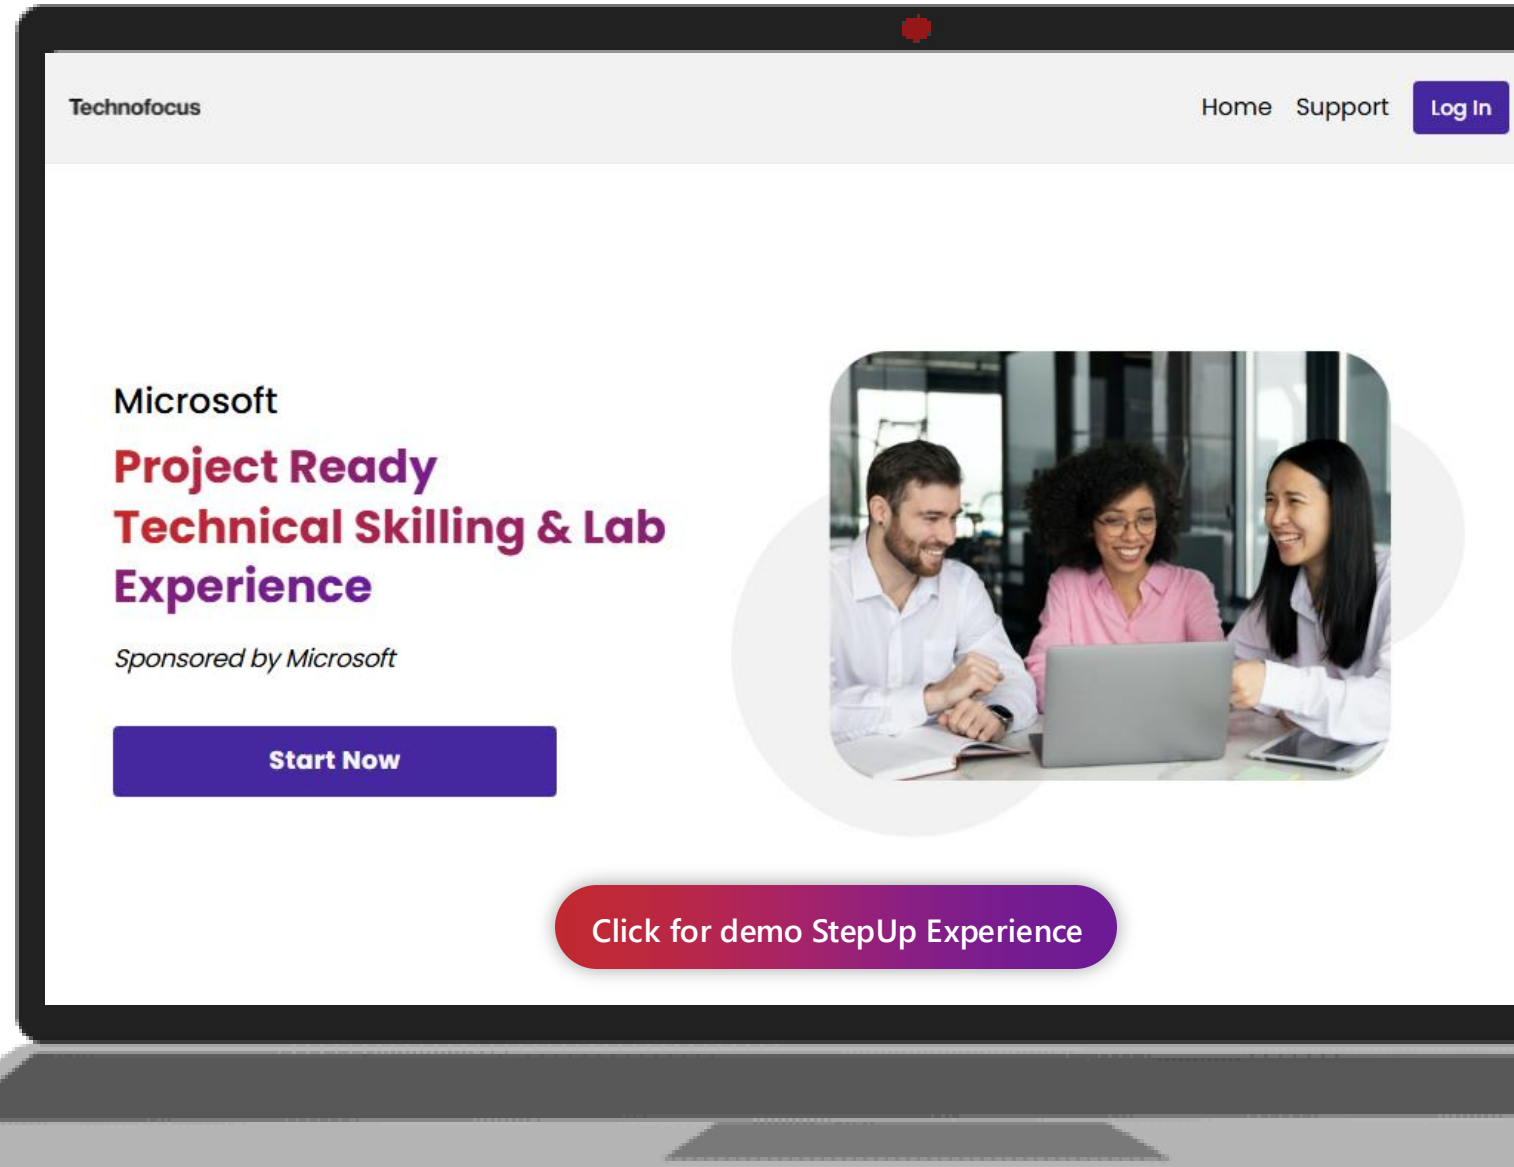 Technofocus
Home Support Log In
Microsoft
Project Ready
Technical Skilling & Lab
Experience
Sponsored by Microsoft
Start Now
Click for demo StepUp Experience